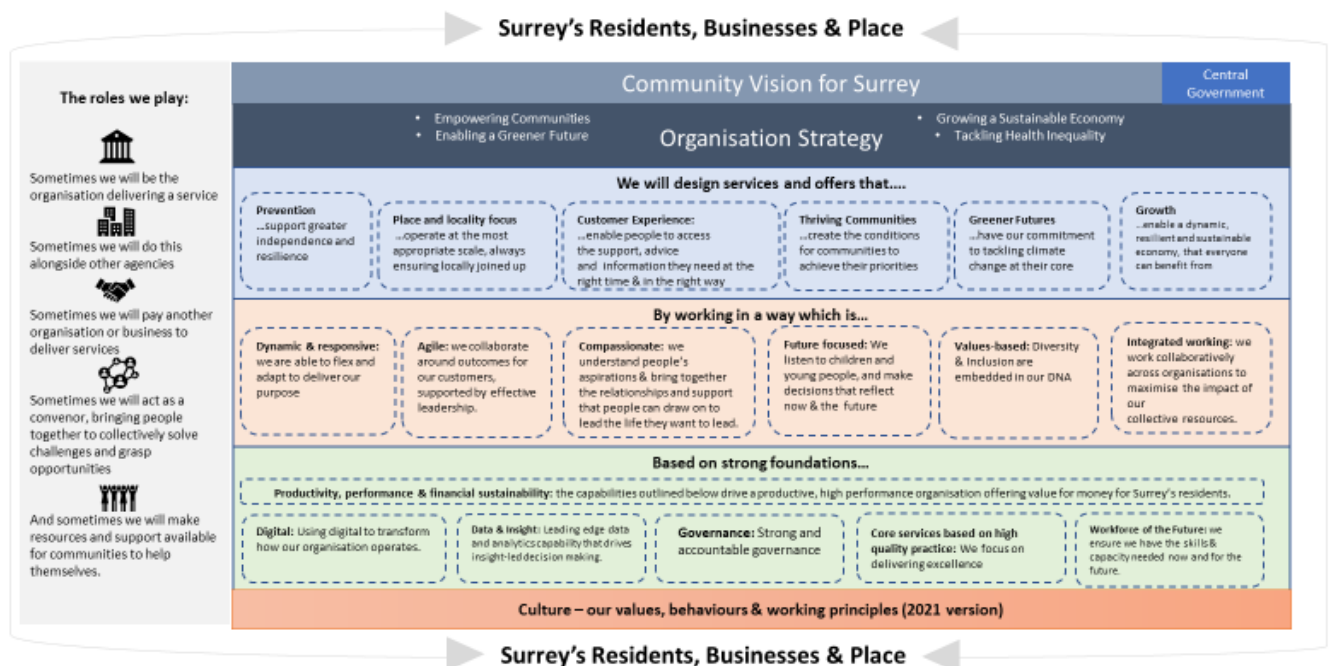 Surrey's Residents, Businesses & Place
The roles we play:
Sometimes we will be the
organisation delivering a service
Sometimes we will do this
alongside other agencies
Sometimes we will pay another
organisation or business to
deliver services
Sometimes we will act as a
convenor, bringing people
together to collectively solve
challenges and grasp
opportunities
And sometimes we will make
resources and support available
for communities to help
themselves.
Community Vision for Surrey
Central
Government
• Empowering Communities
• Enabling a Greener Future
Organisation Strategy
• Growing a Sustainable Economy
• Tackling Health Inequality
We will design services and offers that....
Prevention
...support greater
independence and
resilience
Place and locality focus
...operate at the most
appropriate scale, always
ensuring locally joined up
Customer Experience:
...enable people to access
the support, advice
and information they need at the
right time & in the right way
Thriving Communities
...create the conditions
for communities to
achieve their priorities
Greener Futures
...have our commitment
to tackling climate
change at their core
Growth
...enable a dynamic,
resilient and sustainable
economy, that everyone
can benefit from
By working in a way which is...
Dynamic & responsive:
we are able to flex and
adapt to deliver our
purpose
Agile: we collaborate
around outcomes for
our customers,
supported by effective
leadership.
Compassionate: we
understand people's
aspirations & bring together
the relationships and support
that people can draw on to
lead the life they want to lead.
Future focused: We
listen to children and
young people, and make
decisions that reflect
now & the future
Values-based: Diversity
& Inclusion are
embedded in our DNA
Integrated working: we
work collaboratively
across organisations to
maximise the impact of
our
collective resources.
Based on strong foundations...
Productivity, performance & financial sustainability: the capabilities outlined below drive a productive, high performance organisation offering value for money for Surrey's residents.
Digital: Using digital to transform
how our organisation operates.
Data & Insight: Leading edge data
and analytics capability that drives
insight-led decision making.
Governance: Strong and
accountable governance
Core services based on high
quality practice: We focus on
delivering excellence
Workforce of the Future: we
ensure we have the skills &
capacity needed now and for the
future.
Culture – our values, behaviours & working principles (2021 version)
Surrey's Residents, Businesses & Place